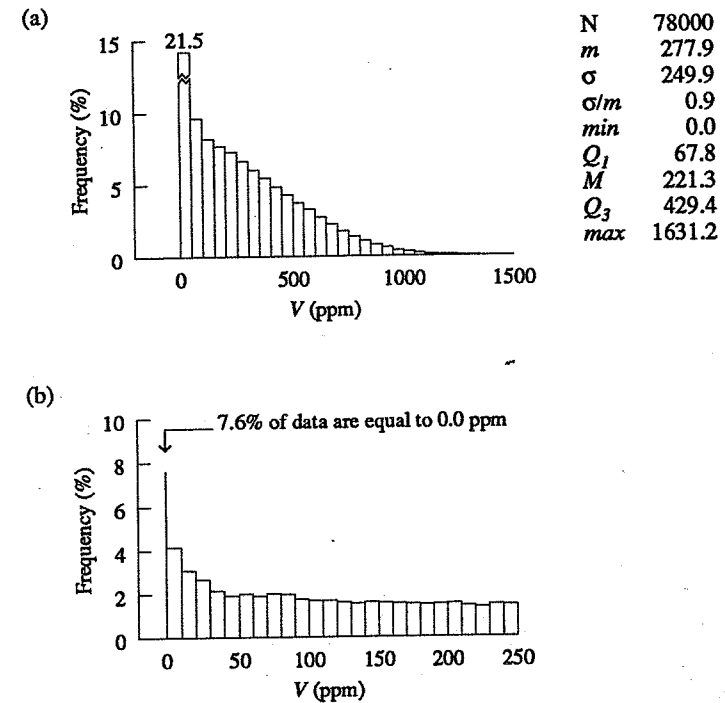 (a)
21.5
15
10
5
0
Frequency (%)
0 500 1000 1500
V (ppm)
N 78000
m 277.9
σ 249.9
σ/m 0.9
min 0.0
Q1 67.8
M 221.3
Q3 429.4
max 1631.2
(b)
7.6% of data are equal to 0.0 ppm
10
8
6
4
2
0
Frequency (%)
0 50 100 150 200 250
V (ppm)